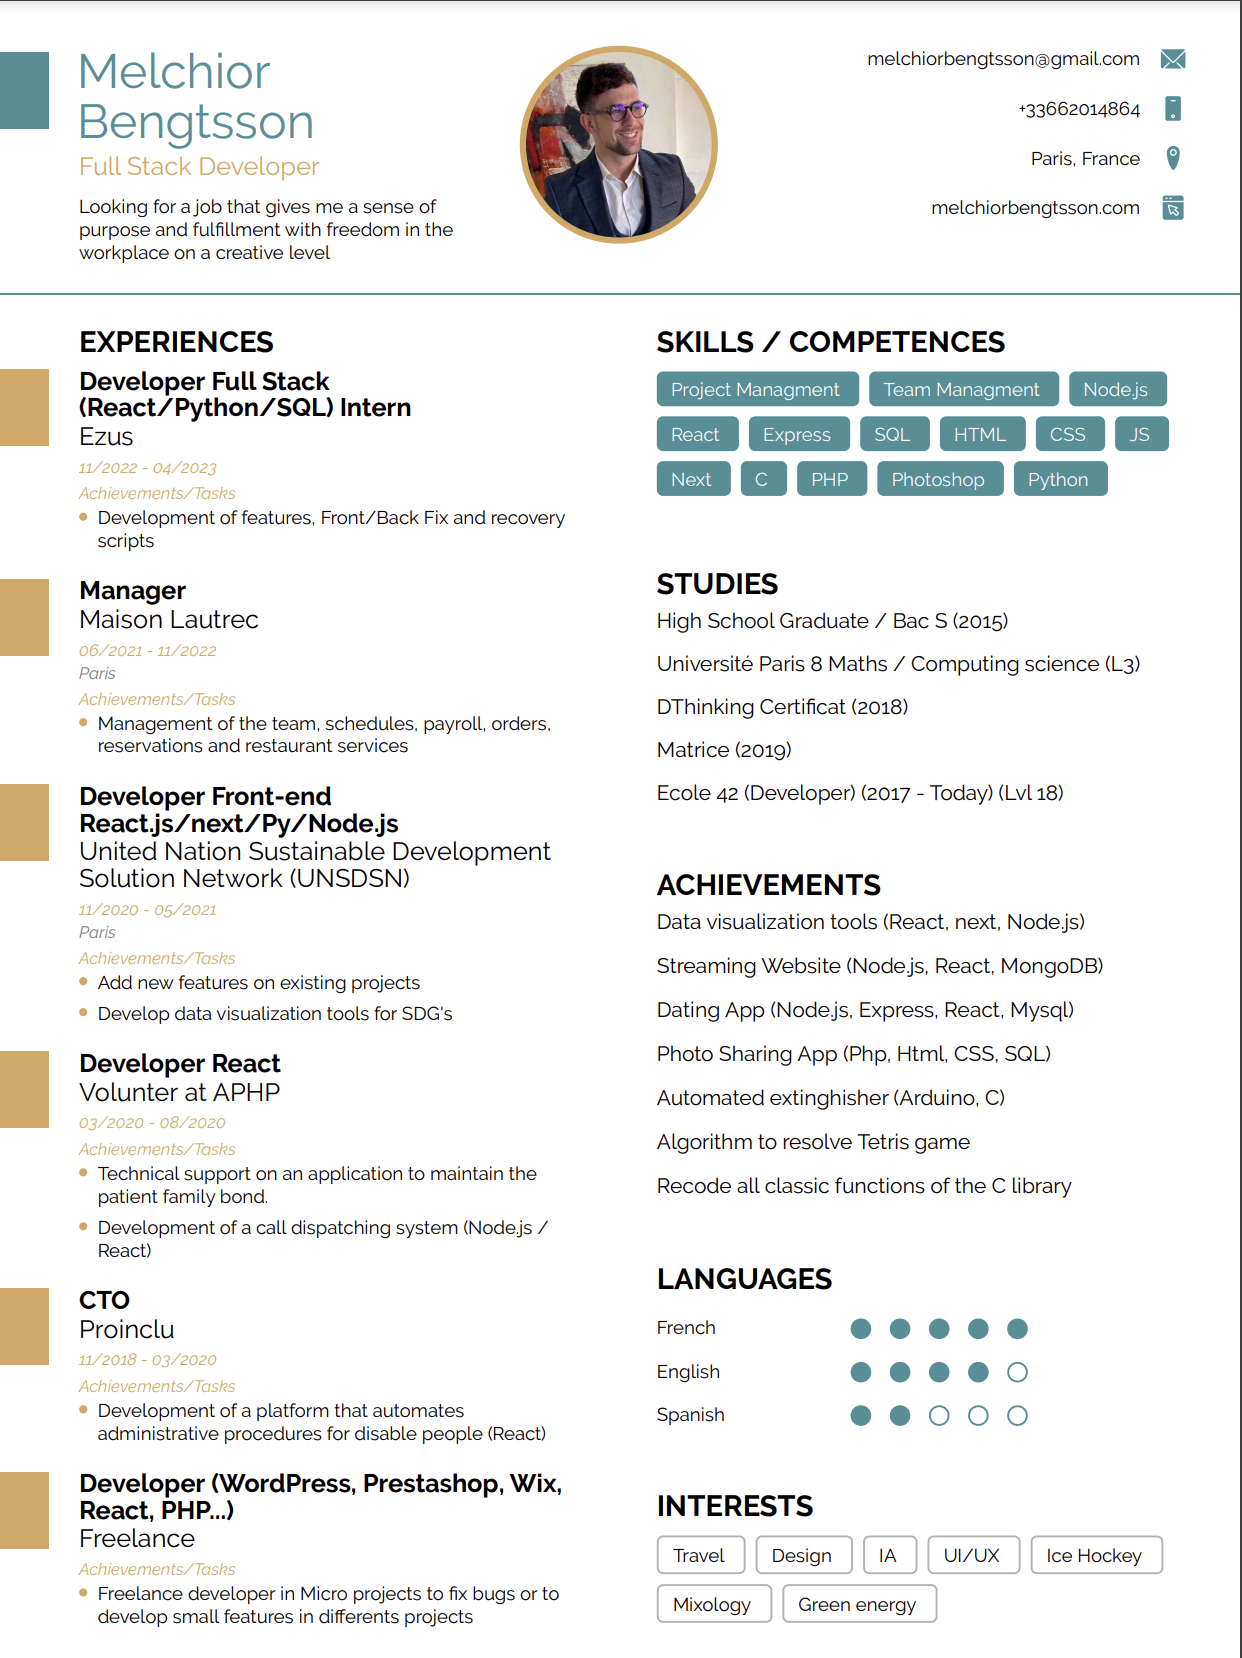 Melchior
Bengtsson
Full Stack Developer
Looking for a job that gives me a sense of
purpose and fulfillment with freedom in the
workplace on a creative level
melchiorbengtsson@gmail.com
+33662014864
Paris, France
melchiorbengtsson.com
EXPERIENCES
Developer Full Stack
(React/Python/SQL) Intern
Ezus
11/2022 - 04/2023
Achievements/Tasks
Development of features, Front/Back Fix and recovery
scripts
Manager
Maison Lautrec
06/2021 - 11/2022
Paris
Achievements/Tasks
Management of the team, schedules, payroll, orders,
reservations and restaurant services
Developer Front-end
React.js/next/Py/Node.js
United Nation Sustainable Development
Solution Network (UNSDSN)
11/2020 - 05/2021
Paris
Achievements/Tasks
Add new features on existing projects
Develop data visualization tools for SDG's
Developer React
Volunter at APHP
03/2020 - 08/2020
Achievements/Tasks
Technical support on an application to maintain the
patient family bond.
Development of a call dispatching system (Node.js /
React)
CTO
Proinclu
11/2018 - 03/2020
Achievements/Tasks
Development of a platform that automates
administrative procedures for disable people (React)
Developer (WordPress, Prestashop, Wix,
React, PHP...)
Freelance
Achievements/Tasks
Freelance developer in Micro projects to fix bugs or to
develop small features in differents projects
SKILLS / COMPETENCES
Project Managment Team Managment Node.js
React Express SQL HTML CSS JS
Next C PHP Photoshop Python
STUDIES
High School Graduate / Bac S (2015)
Université Paris 8 Maths / Computing science (L3)
DThinking Certificat (2018)
Matrice (2019)
Ecole 42 (Developer) (2017 - Today) (Lvl 18)
ACHIEVEMENTS
Data visualization tools (React, next, Node.js)
Streaming Website (Node.js, React, MongoDB)
Dating App (Node.js, Express, React, Mysql)
Photo Sharing App (Php, Html, CSS, SQL)
Automated extinghisher (Arduino, C)
Algorithm to resolve Tetris game
Recode all classic functions of the C library
LANGUAGES
French
English
Spanish
INTERESTS
Travel Design IA UI/UX Ice Hockey
Mixology Green energy